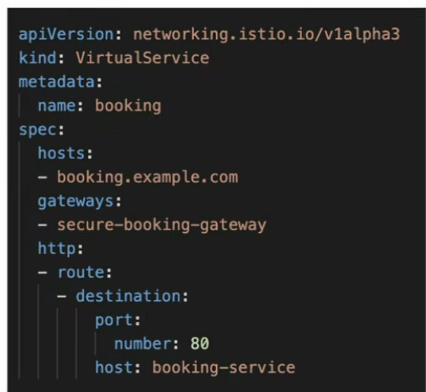 apiVersion: networking.istio.io/v1alpha3
kind: VirtualService
metadata:
  name: booking
spec:
  hosts:
  - booking.example.com
  gateways:
  - secure-booking-gateway
  http:
  - route:
    - destination:
        port:
          number: 80
        host: booking-service